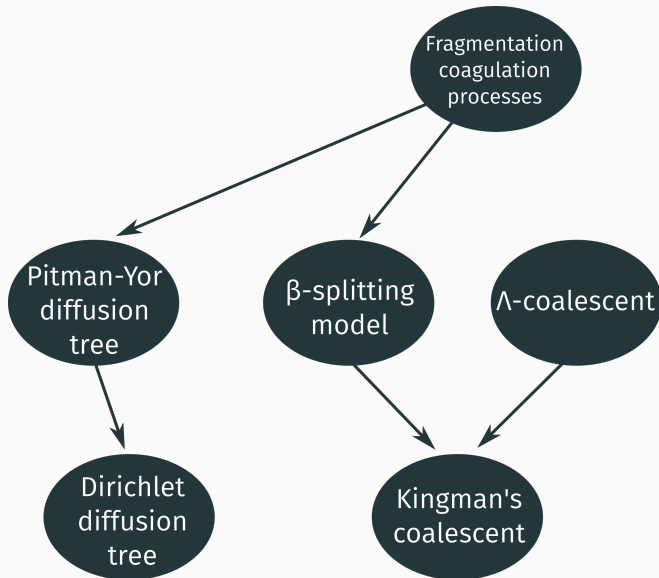 Fragmentation
coagulation
processes
Pitman-Yor
diffusion
tree
β-splitting
model
Λ-coalescent
Dirichlet
diffusion
tree
Kingman's
coalescent